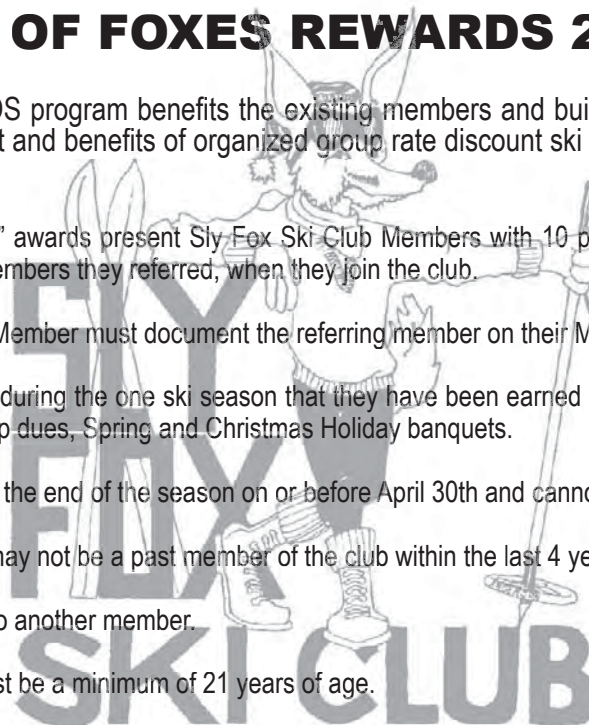 OF FOXES REWARDS 2
DS program benefits the existing members and bui
t and benefits of organized group rate discount ski
” awards present Sly Fox Ski Club Members with 10 p
embers they referred, when they join the club.
Member must document the referring member on their M
during the one ski season that they have been earned
p dues, Spring and Christmas Holiday banquets.
the end of the season on or before April 30th and canno
may not be a past member of the club within the last 4 ye
o another member.
st be a minimum of 21 years of age.
SLY
FOX
SKI CLUB